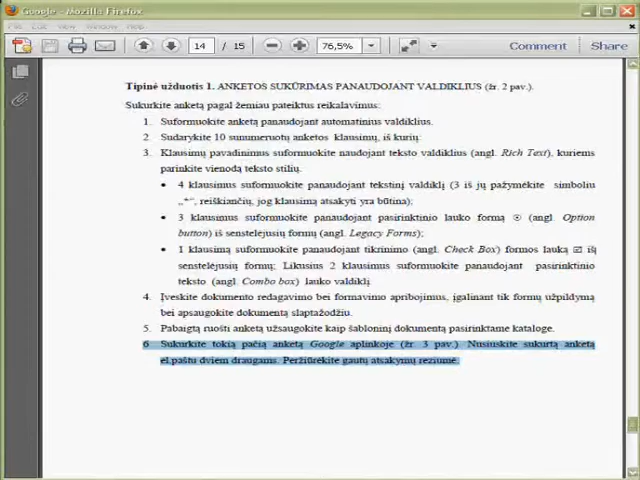 Google - Mozilla Firefox
File Edit View Window Help
14 / 15 76,5% Comment Share
Tipinė užduotis 1. ANKETOS SUKŪRIMAS PANAUDOJANT VALDIKLIUS (žr. 2 pav.).
Sukurkite anketą pagal žemiau pateiktus reikalavimus:
1. Suformuokite anketą panaudojant automatinius valdiklius.
2. Sudarykite 10 sunumeruotų anketos klausimų, iš kurių:
3. Klausimų pavadinimus suformuokite naudojant teksto valdiklius (angl. Rich Text), kuriems
parinkite vienodą teksto stilių.
• 4 klausimus suformuokite panaudojant tekstinį valdiklį (3 iš jų pažymėkite simboliu
„*“, reiškiančiu, jog klausimą atsakyti yra būtina);
• 3 klausimus suformuokite panaudojant pasirinktinio lauko formą (angl. Option
button) iš senstelėjusių formų (angl. Legacy Forms);
• 1 klausimą suformuokite panaudojant tikrinimo (angl. Check Box) formos lauką iš
senstelėjusių formų; Likusius 2 klausimus suformuokite panaudojant pasirinktinio
teksto (angl. Combo box) lauko valdiklį.
4. Įveskite dokumento redagavimo bei formavimo apribojimus, įgalinant tik formų užpildymą
bei apsaugokite dokumentą slaptažodžiu.
5. Pabaigtą ruošti anketą užsaugokite kaip šabloninį dokumentą pasirinktame kataloge.
6 Sukurkite tokią pačią anketą Google aplinkoje (žr. 3 pav.) Nusiųskite sukurtą anketą
el.paštu dviem draugams. Peržiūrėkite gautų atsakymų reziumė.